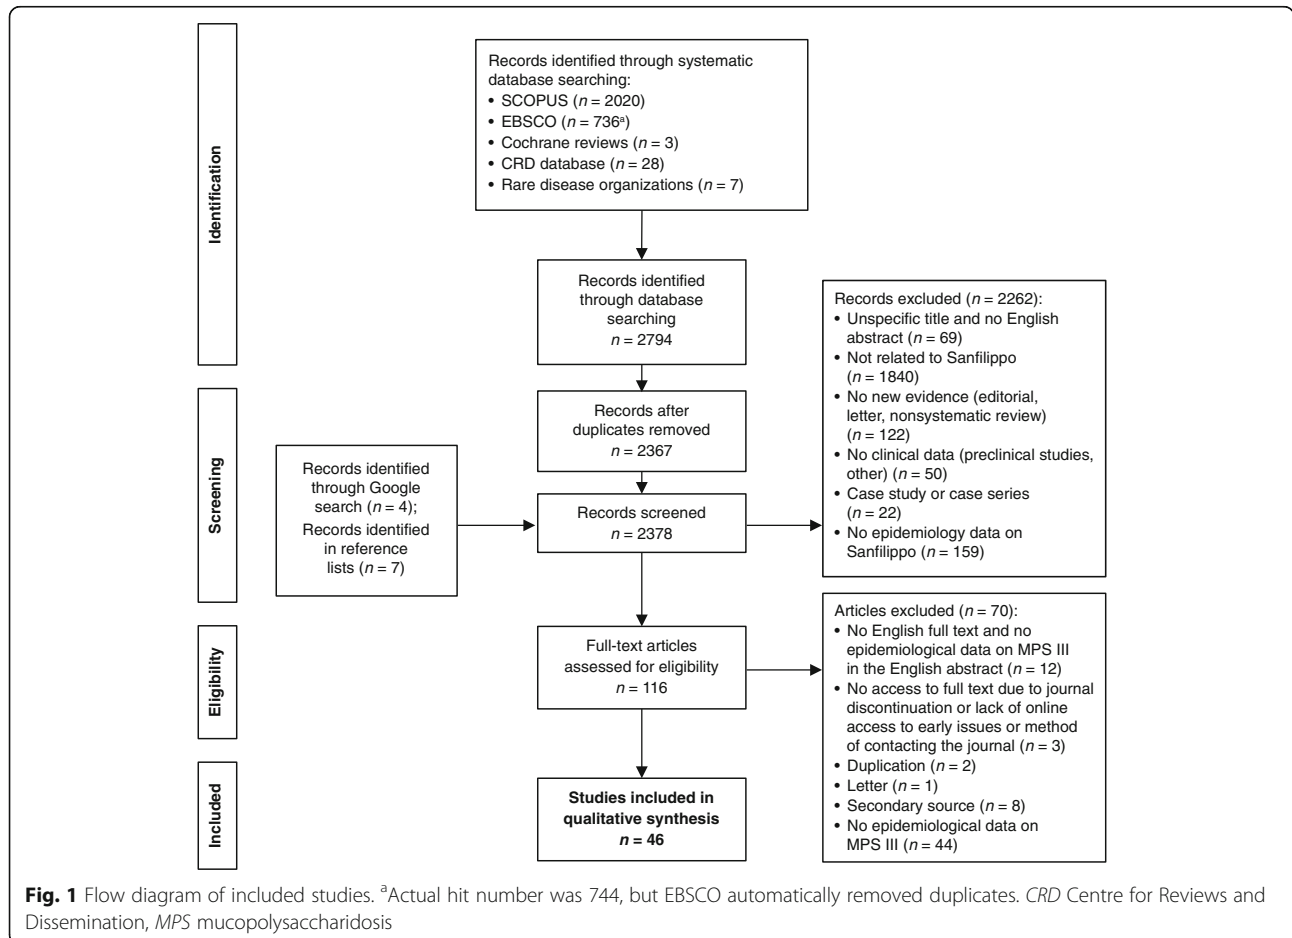 Identification
Records identified through systematic
database searching:
• SCOPUS (n = 2020)
• EBSCO (n = 736ᵃ)
• Cochrane reviews (n = 3)
• CRD database (n = 28)
• Rare disease organizations (n = 7)
Records identified
through database
searching
n = 2794
Screening
Records after
duplicates removed
n = 2367
Records identified
through Google
search (n = 4);
Records identified
in reference
lists (n = 7)
Records screened
n = 2378
Records excluded (n = 2262):
• Unspecific title and no English
abstract (n = 69)
• Not related to Sanfilippo
(n = 1840)
• No new evidence (editorial,
letter, nonsystematic review)
(n = 122)
• No clinical data (preclinical studies,
other) (n = 50)
• Case study or case series
(n = 22)
• No epidemiology data on
Sanfilippo (n = 159)
Eligibility
Full-text articles
assessed for eligibility
n = 116
Articles excluded (n = 70):
• No English full text and no
epidemiological data on MPS III
in the English abstract (n = 12)
• No access to full text due to journal
discontinuation or lack of online
access to early issues or method
of contacting the journal (n = 3)
• Duplication (n = 2)
• Letter (n = 1)
• Secondary source (n = 8)
• No epidemiological data on
MPS III (n = 44)
Included
Studies included in
qualitative synthesis
n = 46
Fig. 1 Flow diagram of included studies. ᵃActual hit number was 744, but EBSCO automatically removed duplicates. CRD Centre for Reviews and
Dissemination, MPS mucopolysaccharidosis